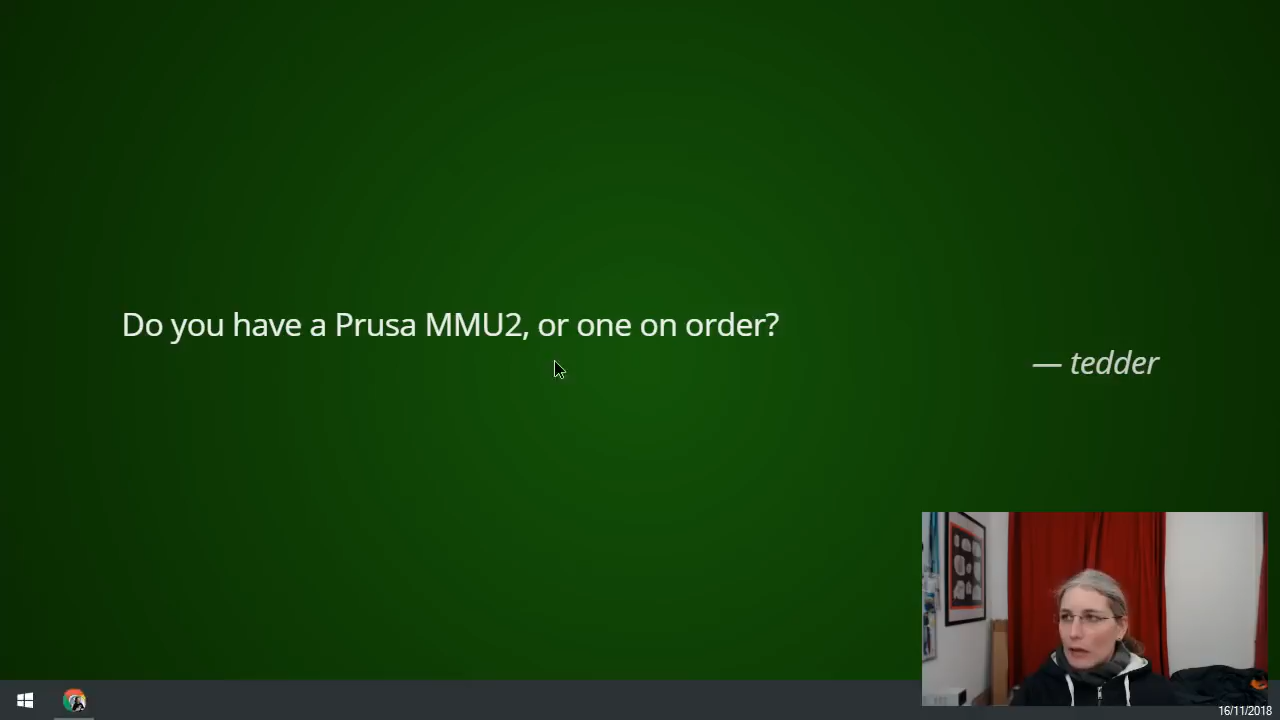 Do you have a Prusa MMU2, or one on order?
— tedder
16/11/2018